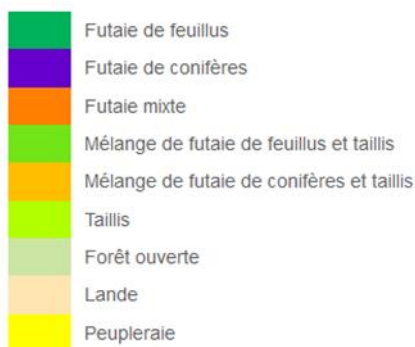 Futaie de feuillus
Futaie de conifères
Futaie mixte
Mélange de futaie de feuillus et taillis
Mélange de futaie de conifères et taillis
Taillis
Forêt ouverte
Lande
Peupleraie